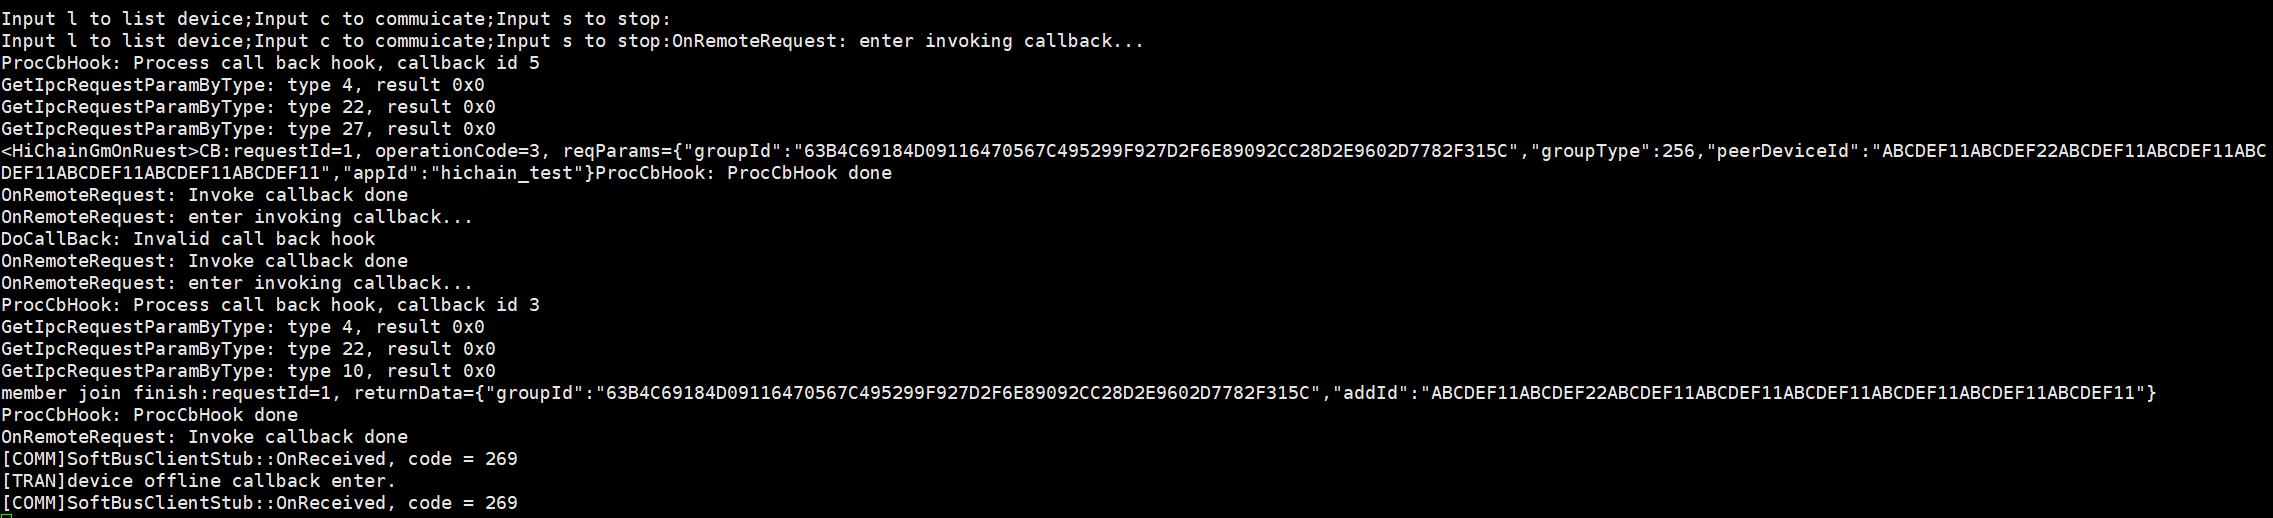 Input l to list device;Input c to commuicate;Input s to stop:
Input l to list device;Input c to commuicate;Input s to stop:OnRemoteRequest: enter invoking callback...
ProcCbHook: Process call back hook, callback id 5
GetIpcRequestParamByType: type 4, result 0x0
GetIpcRequestParamByType: type 22, result 0x0
GetIpcRequestParamByType: type 27, result 0x0
<HiChainGmOnRuest>CB:requestId=1, operationCode=3, reqParams={"groupId":"63B4C69184D09116470567C495299F927D2F6E89092CC28D2E9602D7782F315C","groupType":256,"peerDeviceId":"ABCDEF11ABCDEF22ABCDEF11ABCDEF11ABC
DEF11ABCDEF11ABCDEF11ABCDEF11","appId":"hichain_test"}ProcCbHook: ProcCbHook done
OnRemoteRequest: Invoke callback done
OnRemoteRequest: enter invoking callback...
DoCallBack: Invalid call back hook
OnRemoteRequest: Invoke callback done
OnRemoteRequest: enter invoking callback...
ProcCbHook: Process call back hook, callback id 3
GetIpcRequestParamByType: type 4, result 0x0
GetIpcRequestParamByType: type 22, result 0x0
GetIpcRequestParamByType: type 10, result 0x0
member join finish:requestId=1, returnData={"groupId":"63B4C69184D09116470567C495299F927D2F6E89092CC28D2E9602D7782F315C","addId":"ABCDEF11ABCDEF22ABCDEF11ABCDEF11ABCDEF11ABCDEF11ABCDEF11ABCDEF11"}
ProcCbHook: ProcCbHook done
OnRemoteRequest: Invoke callback done
[COMM]SoftBusClientStub::OnReceived, code = 269
[TRAN]device offline callback enter.
[COMM]SoftBusClientStub::OnReceived, code = 269